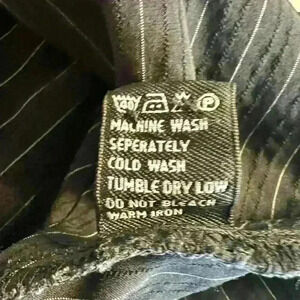 MACHINE WASH
SEPERATELY
COLD WASH
TUMBLE DRY LOW
DO NOT BLEACH
WARM IRON